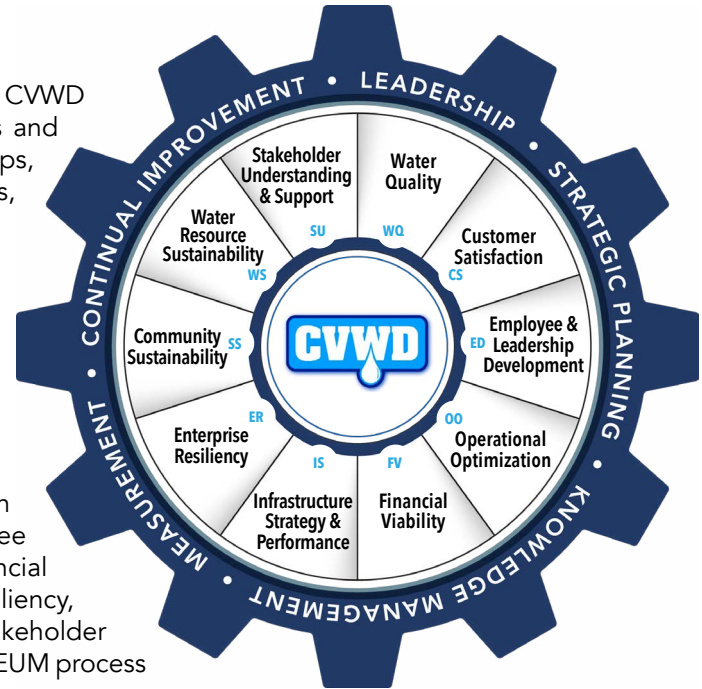 CVWD
s and
ps,
s,
n
ee
ncial
liency,
keholder
EUM process
CONTINUAL IMPROVEMENT • LEADERSHIP • STRATEGIC PLANNING • KNOWLEDGE MANAGEMENT • MEASUREMENT •
Stakeholder
Understanding
& Support
SU
Water
Quality
WQ
Customer
Satisfaction
CS
Employee &
Leadership
Development
ED
Operational
Optimization
OO
Financial
Viability
FV
Infrastructure
Strategy &
Performance
IS
Enterprise
Resiliency
ER
Community
Sustainability
SS
Water
Resource
Sustainability
WS
CVWD